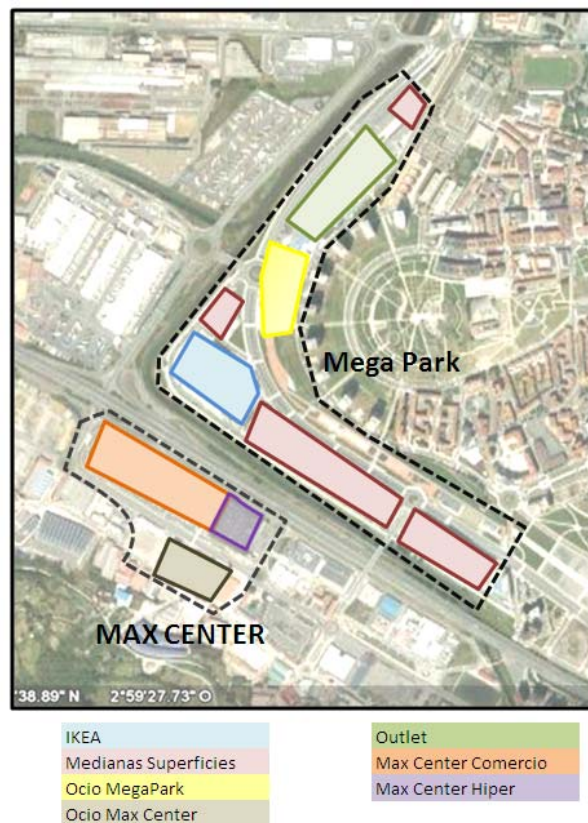 Mega Park
MAX CENTER
'38.89" N 2°59'27.73" O
IKEA
Medianas Superficies
Ocio MegaPark
Ocio Max Center
Outlet
Max Center Comercio
Max Center Hiper